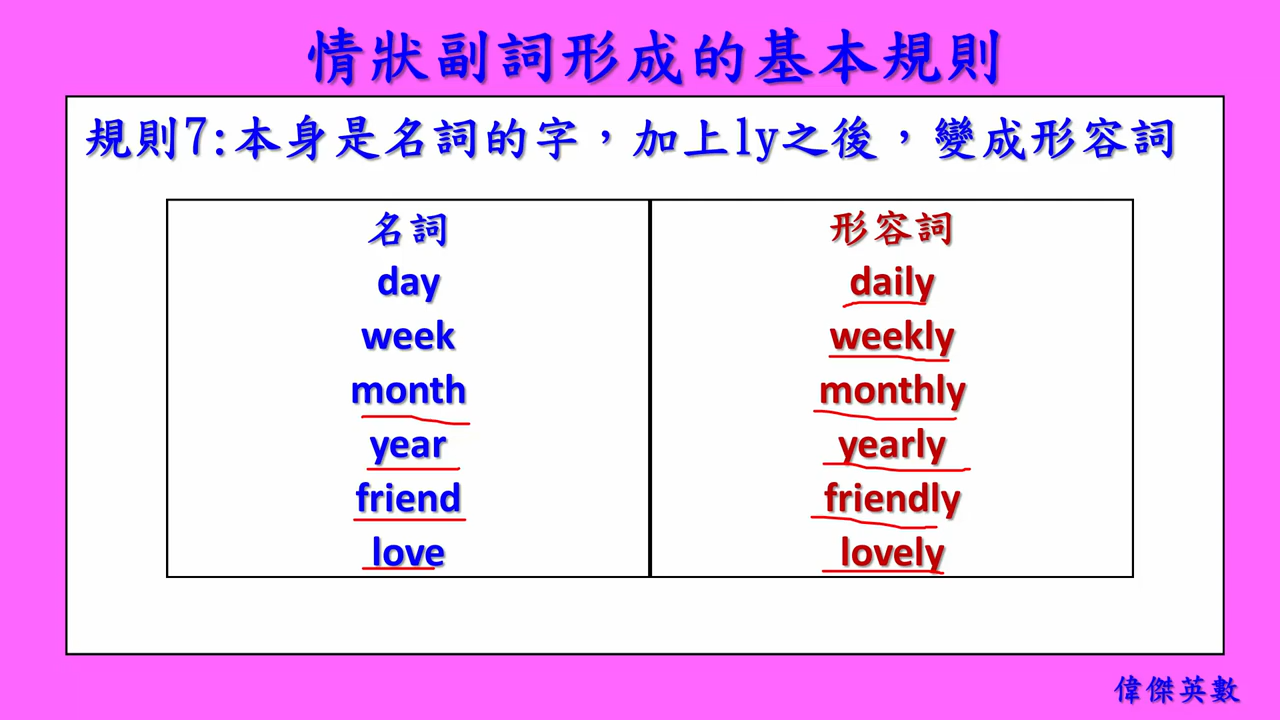 情狀副詞形成的基本規則
規則7:本身是名詞的字，加上ly之後，變成形容詞
名詞 形容詞
day daily
week weekly
month monthly
year yearly
friend friendly
love lovely
偉傑英數